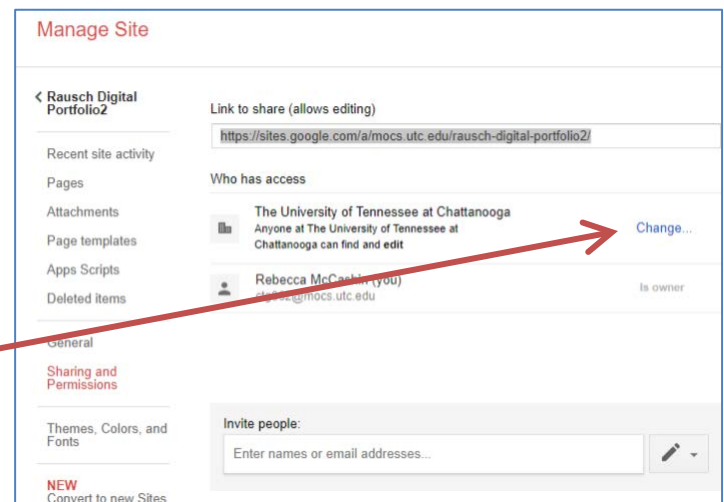 Manage Site
Rausch Digital
Portfolio2
Recent site activity
Pages
Attachments
Page templates
Apps Scripts
Deleted items
General
Sharing and
Permissions
Themes, Colors, and
Fonts
NEW
Convert to new Sites
Link to share (allows editing)
https://sites.google.com/a/mocs.utc.edu/rausch-digital-portfolio2/
Who has access
The University of Tennessee at Chattanooga
Anyone at The University of Tennessee at
Chattanooga can find and edit
Change...
Rebecca (you)
Is owner
Invite people:
Enter names or email addresses...